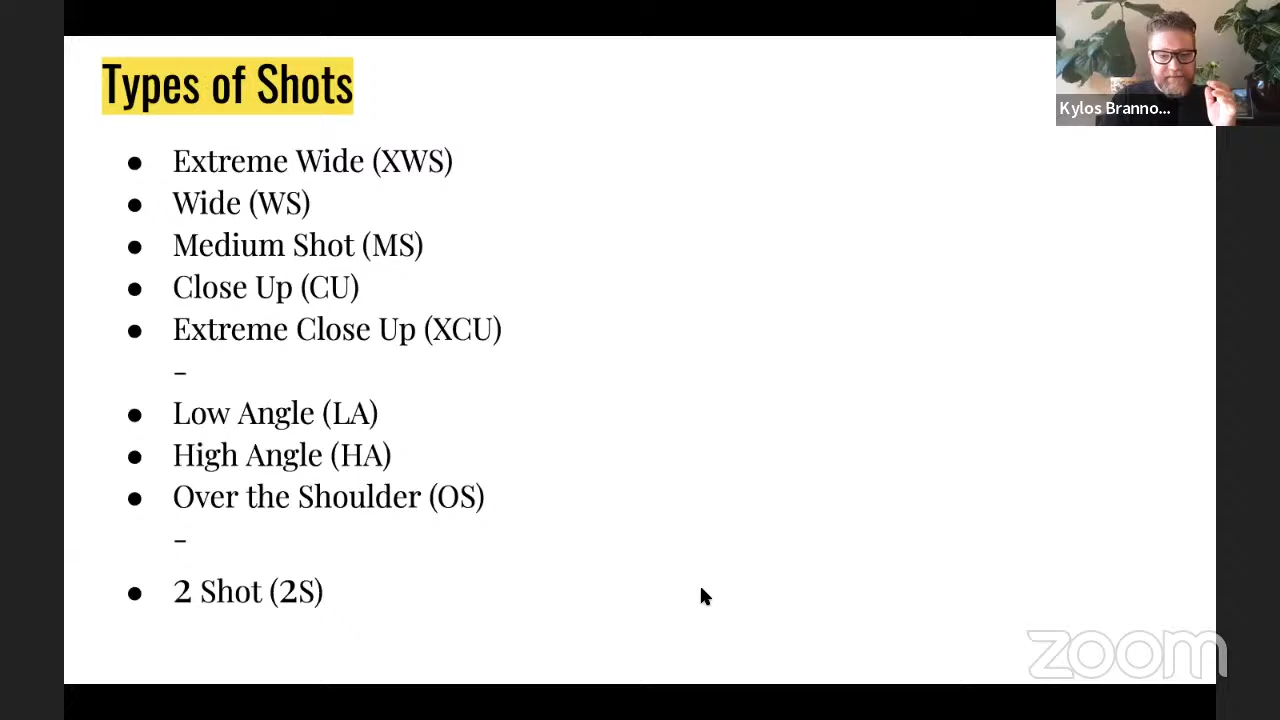 Types of Shots
Kylos Branno...
● Extreme Wide (XWS)
● Wide (WS)
● Medium Shot (MS)
● Close Up (CU)
● Extreme Close Up (XCU)
–
● Low Angle (LA)
● High Angle (HA)
● Over the Shoulder (OS)
–
● 2 Shot (2S)
zoom